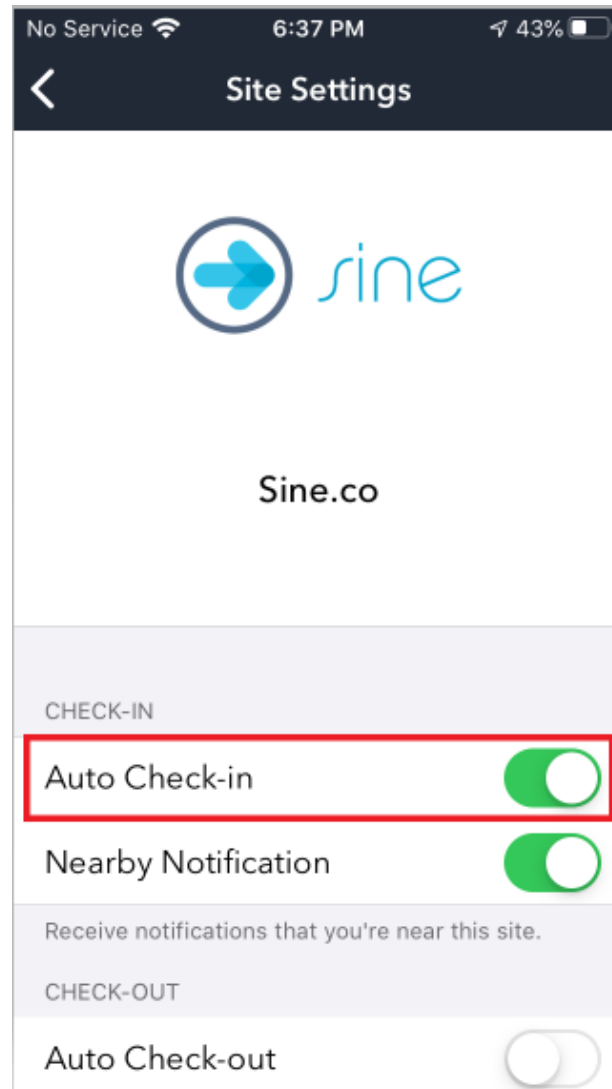 No Service 6:37 PM 43%
Site Settings
sine
Sine.co
CHECK-IN
Auto Check-in
Nearby Notification
Receive notifications that you're near this site.
CHECK-OUT
Auto Check-out